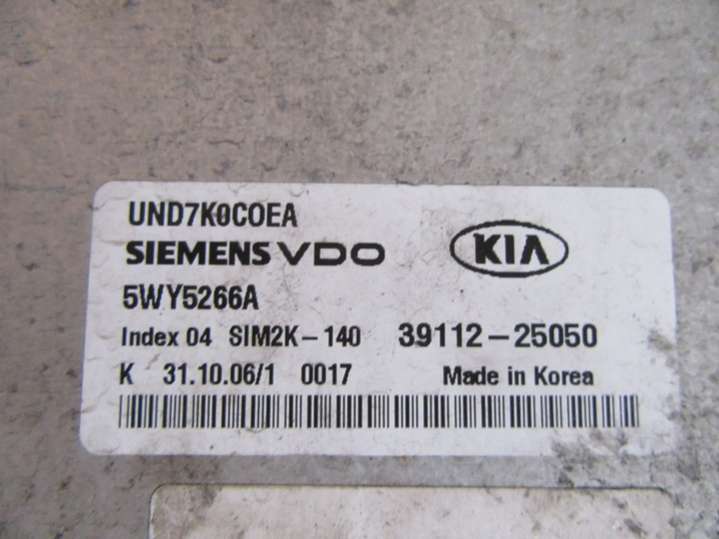 UND7K0C0EA
SIEMENS VDO KIA
5WY5266A
Index 04 SIM2K-140 39112-25050
K 31.10.06/1 0017 Made in Korea